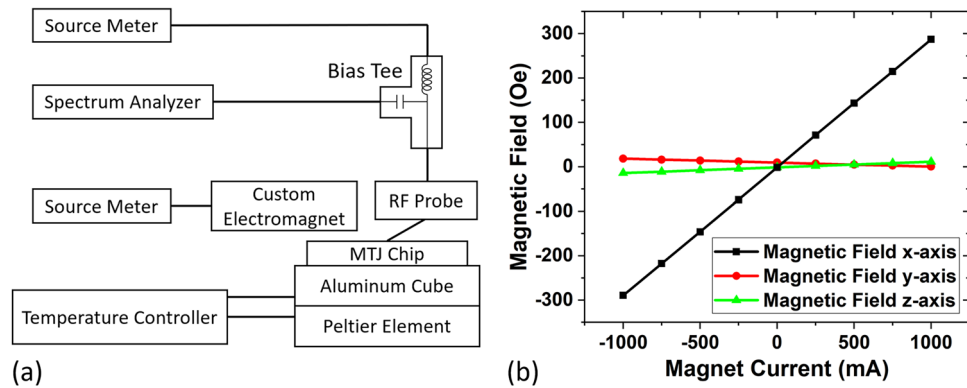 Source Meter
Bias Tee
Spectrum Analyzer
Source Meter
Custom
Electromagnet
RF Probe
MTJ Chip
Aluminum Cube
Temperature Controller
Peltier Element
(a)
300
200
100
0
-100
-200
-300
Magnetic Field (Oe)
Magnetic Field x-axis
Magnetic Field y-axis
Magnetic Field z-axis
-1000 -500 0 500 1000
Magnet Current (mA)
(b)